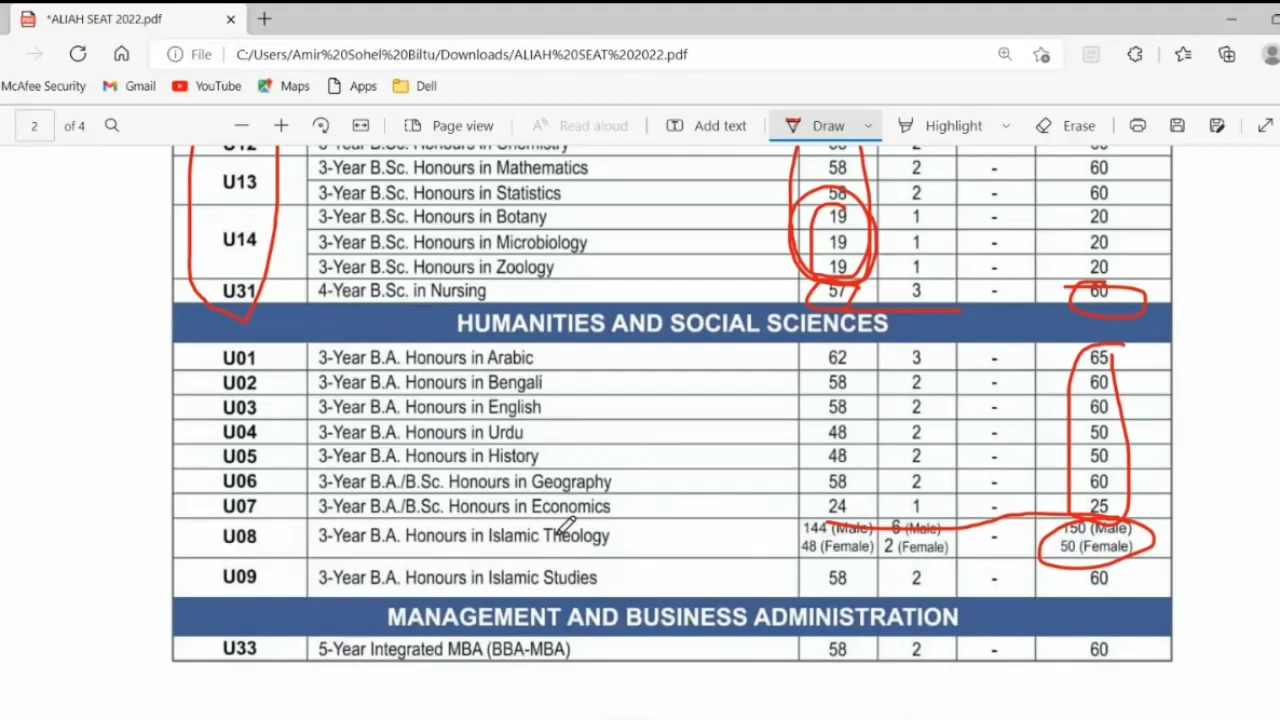 *ALIAH SEAT 2022.pdf
File C:/Users/Amir%20Sohel%20Biltu/Downloads/ALIAH%20SEAT%202022.pdf
McAfee Security Gmail YouTube Maps Apps Dell
2 of 4 Page view Read aloud Add text Draw Highlight Erase
U12 3-Year B.Sc. Honours in Chemistry 2
U13 3-Year B.Sc. Honours in Mathematics 58 2 - 60
3-Year B.Sc. Honours in Statistics 58 2 - 60
U14 3-Year B.Sc. Honours in Botany 19 1 - 20
3-Year B.Sc. Honours in Microbiology 19 1 - 20
3-Year B.Sc. Honours in Zoology 19 1 - 20
U31 4-Year B.Sc. in Nursing 57 3 - 60
HUMANITIES AND SOCIAL SCIENCES
U01 3-Year B.A. Honours in Arabic 62 3 - 65
U02 3-Year B.A. Honours in Bengali 58 2 - 60
U03 3-Year B.A. Honours in English 58 2 - 60
U04 3-Year B.A. Honours in Urdu 48 2 - 50
U05 3-Year B.A. Honours in History 48 2 - 50
U06 3-Year B.A./B.Sc. Honours in Geography 58 2 - 60
U07 3-Year B.A./B.Sc. Honours in Economics 24 1 - 25
U08 3-Year B.A. Honours in Islamic Theology 144 (Male) 6 (Male) - 150 (Male)
48 (Female) 2 (Female) 50 (Female)
U09 3-Year B.A. Honours in Islamic Studies 58 2 - 60
MANAGEMENT AND BUSINESS ADMINISTRATION
U33 5-Year Integrated MBA (BBA-MBA) 58 2 - 60